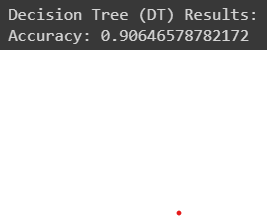 Decision Tree (DT) Results:
Accuracy: 0.90646578782172